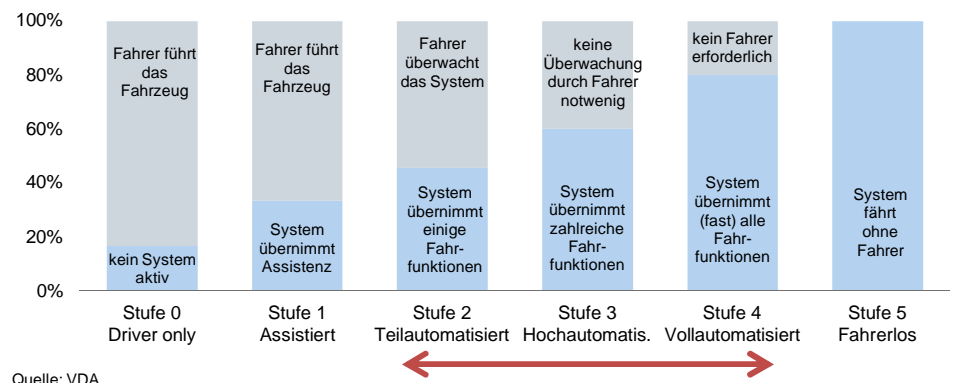 100%
80%
60%
40%
20%
0%
Fahrer führt
das
Fahrzeug
kein System
aktiv
Fahrer führt
das
Fahrzeug
System
übernimmt
Assistenz
Fahrer
überwacht
das System
System
übernimmt
einige
Fahr-
funktionen
keine
Überwachung
durch Fahrer
notwenig
System
übernimmt
zahlreiche
Fahr-
funktionen
kein Fahrer
erforderlich
System
übernimmt
(fast) alle
Fahr-
funktionen
System
fährt
ohne
Fahrer
Stufe 0
Driver only
Stufe 1
Assistiert
Stufe 2
Teilautomatisiert
Stufe 3
Hochautomatis.
Stufe 4
Vollautomatisiert
Stufe 5
Fahrerlos
Quelle: VDA